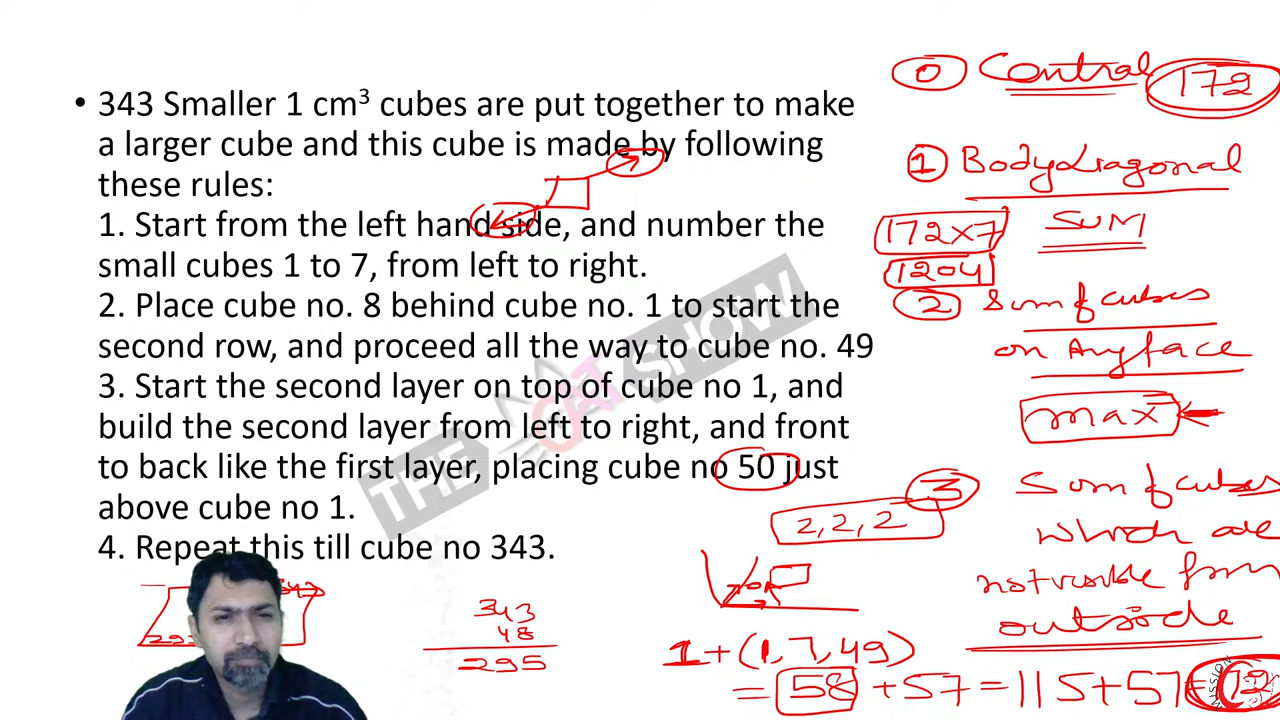 • 343 Smaller 1 cm³ cubes are put together to make
a larger cube and this cube is made by following
these rules:
1. Start from the left hand side, and number the
small cubes 1 to 7, from left to right.
2. Place cube no. 8 behind cube no. 1 to start the
second row, and proceed all the way to cube no. 49
3. Start the second layer on top of cube no 1, and
build the second layer from left to right, and front
to back like the first layer, placing cube no 50 just
above cube no 1.
4. Repeat this till cube no 343.
0 Central 172
1 Bodydiagonal
SUM
172×7
1204
2 Sum of cubes
on Any face
max
3 Sum of cubes
which are
not visible from
outside
2,2,2
343
48
295
1+(1,7,49)
= 58 +57 = 115+57 =
THE CAT SHOW
MISSION